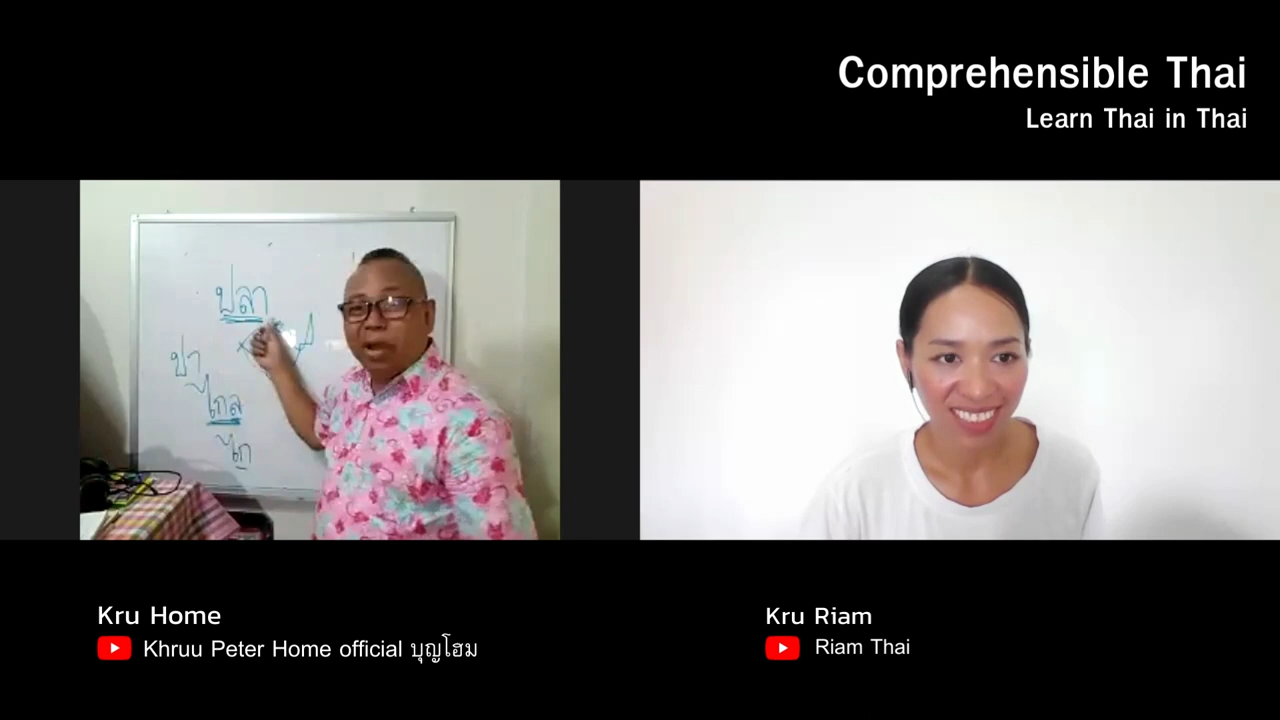 Comprehensible Thai
Learn Thai in Thai
ปลา
ปา
ไกล
ไก
Kru Home
Khruu Peter Home official บุญโฮม
Kru Riam
Riam Thai